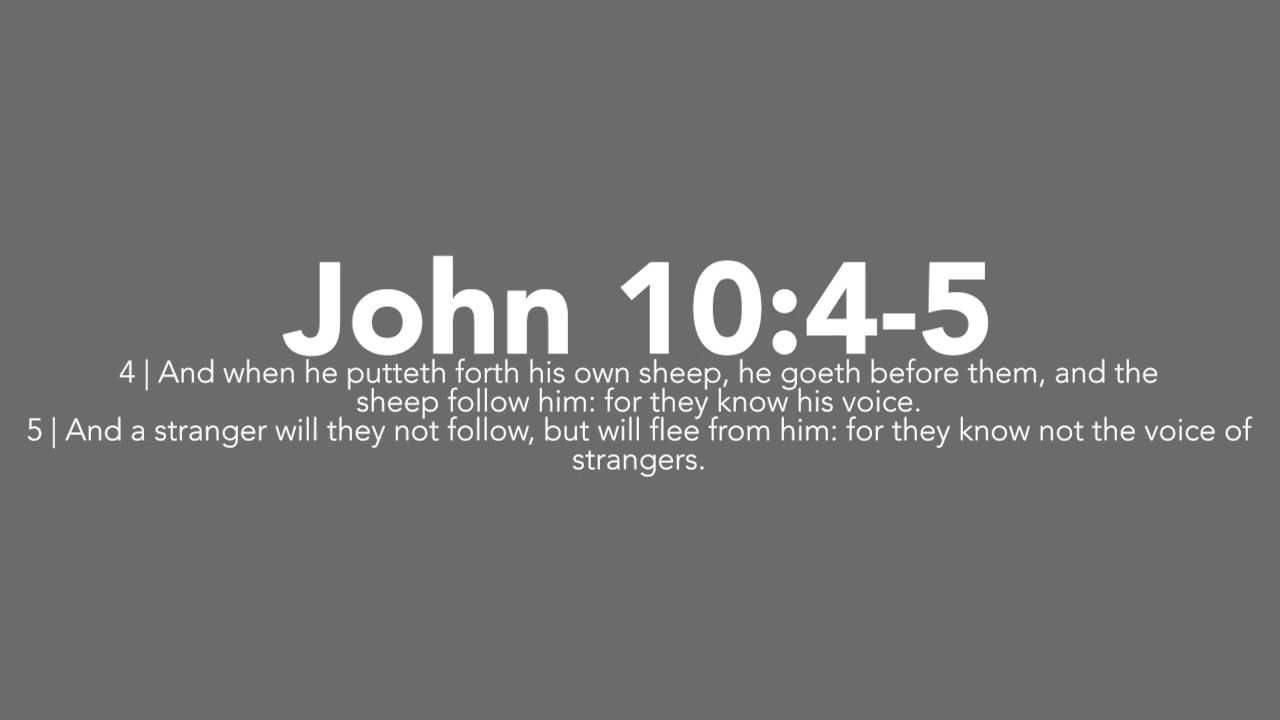 John 10:4-5
4 | And when he putteth forth his own sheep, he goeth before them, and the
sheep follow him: for they know his voice.
5 | And a stranger will they not follow, but will flee from him: for they know not the voice of
strangers.